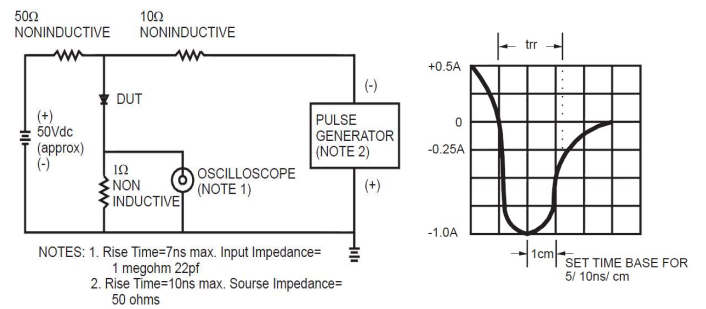 50Ω
NONINDUCTIVE
10Ω
NONINDUCTIVE
DUT
(+)
50Vdc
(approx)
(-)
1Ω
NON
INDUCTIVE
OSCILLOSCOPE
(NOTE 1)
(-)
PULSE
GENERATOR
(NOTE 2)
(+)
NOTES: 1. Rise Time=7ns max. Input Impedance=
1 megohm 22pf
2. Rise Time=10ns max. Sourse Impedance=
50 ohms
trr
+0.5A
0
-0.25A
-1.0A
1cm
SET TIME BASE FOR
5/ 10ns/ cm